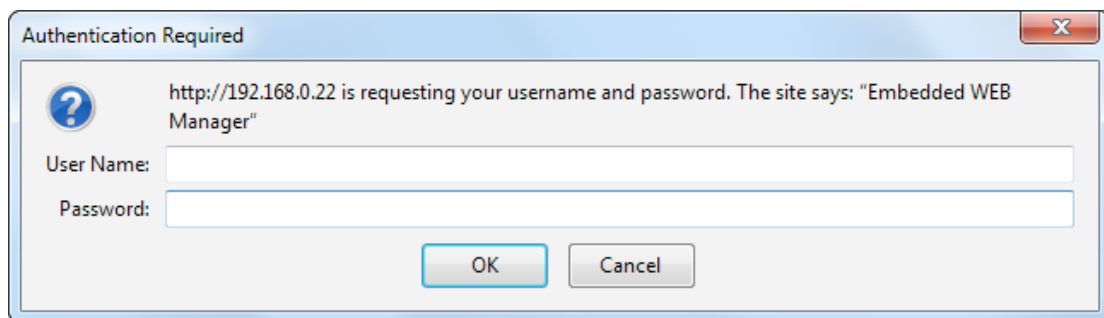 Authentication Required
http://192.168.0.22 is requesting your username and password. The site says: “Embedded WEB
Manager”
User Name:
Password:
OK Cancel